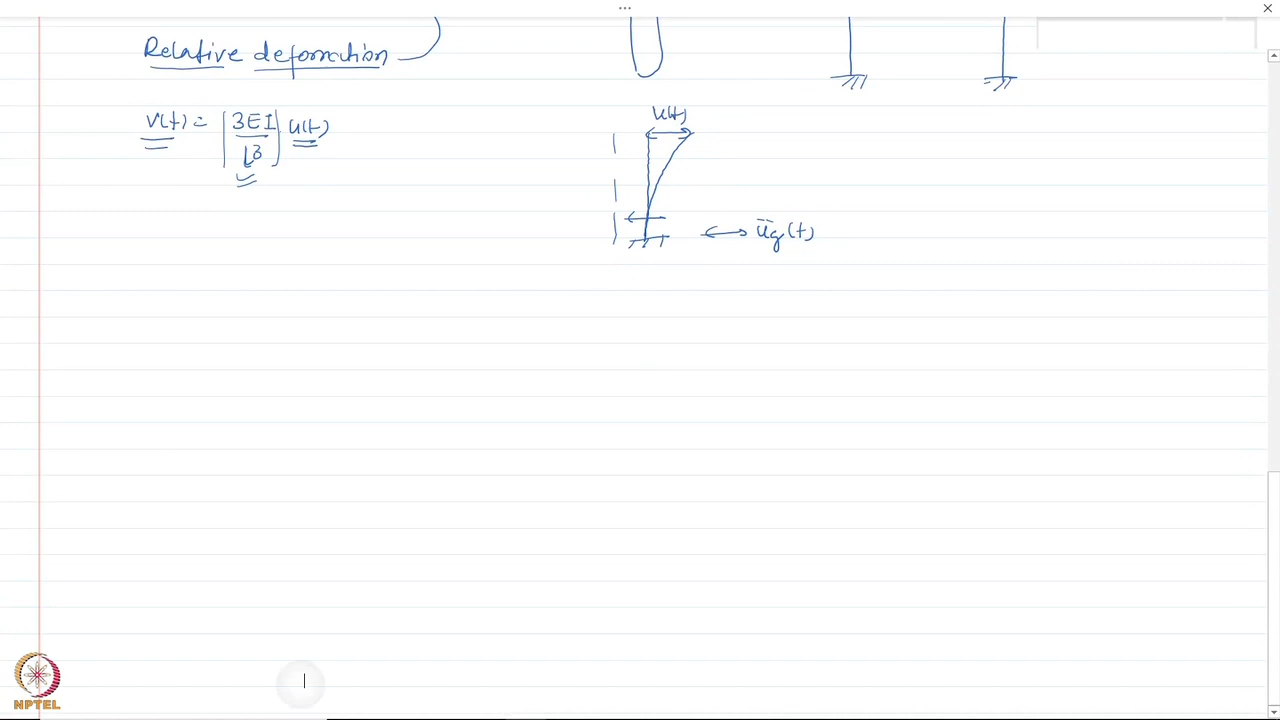 Relative deformation
V(t) = [3EI/L³] u(t)
u(t)
üg(t)
NPTEL